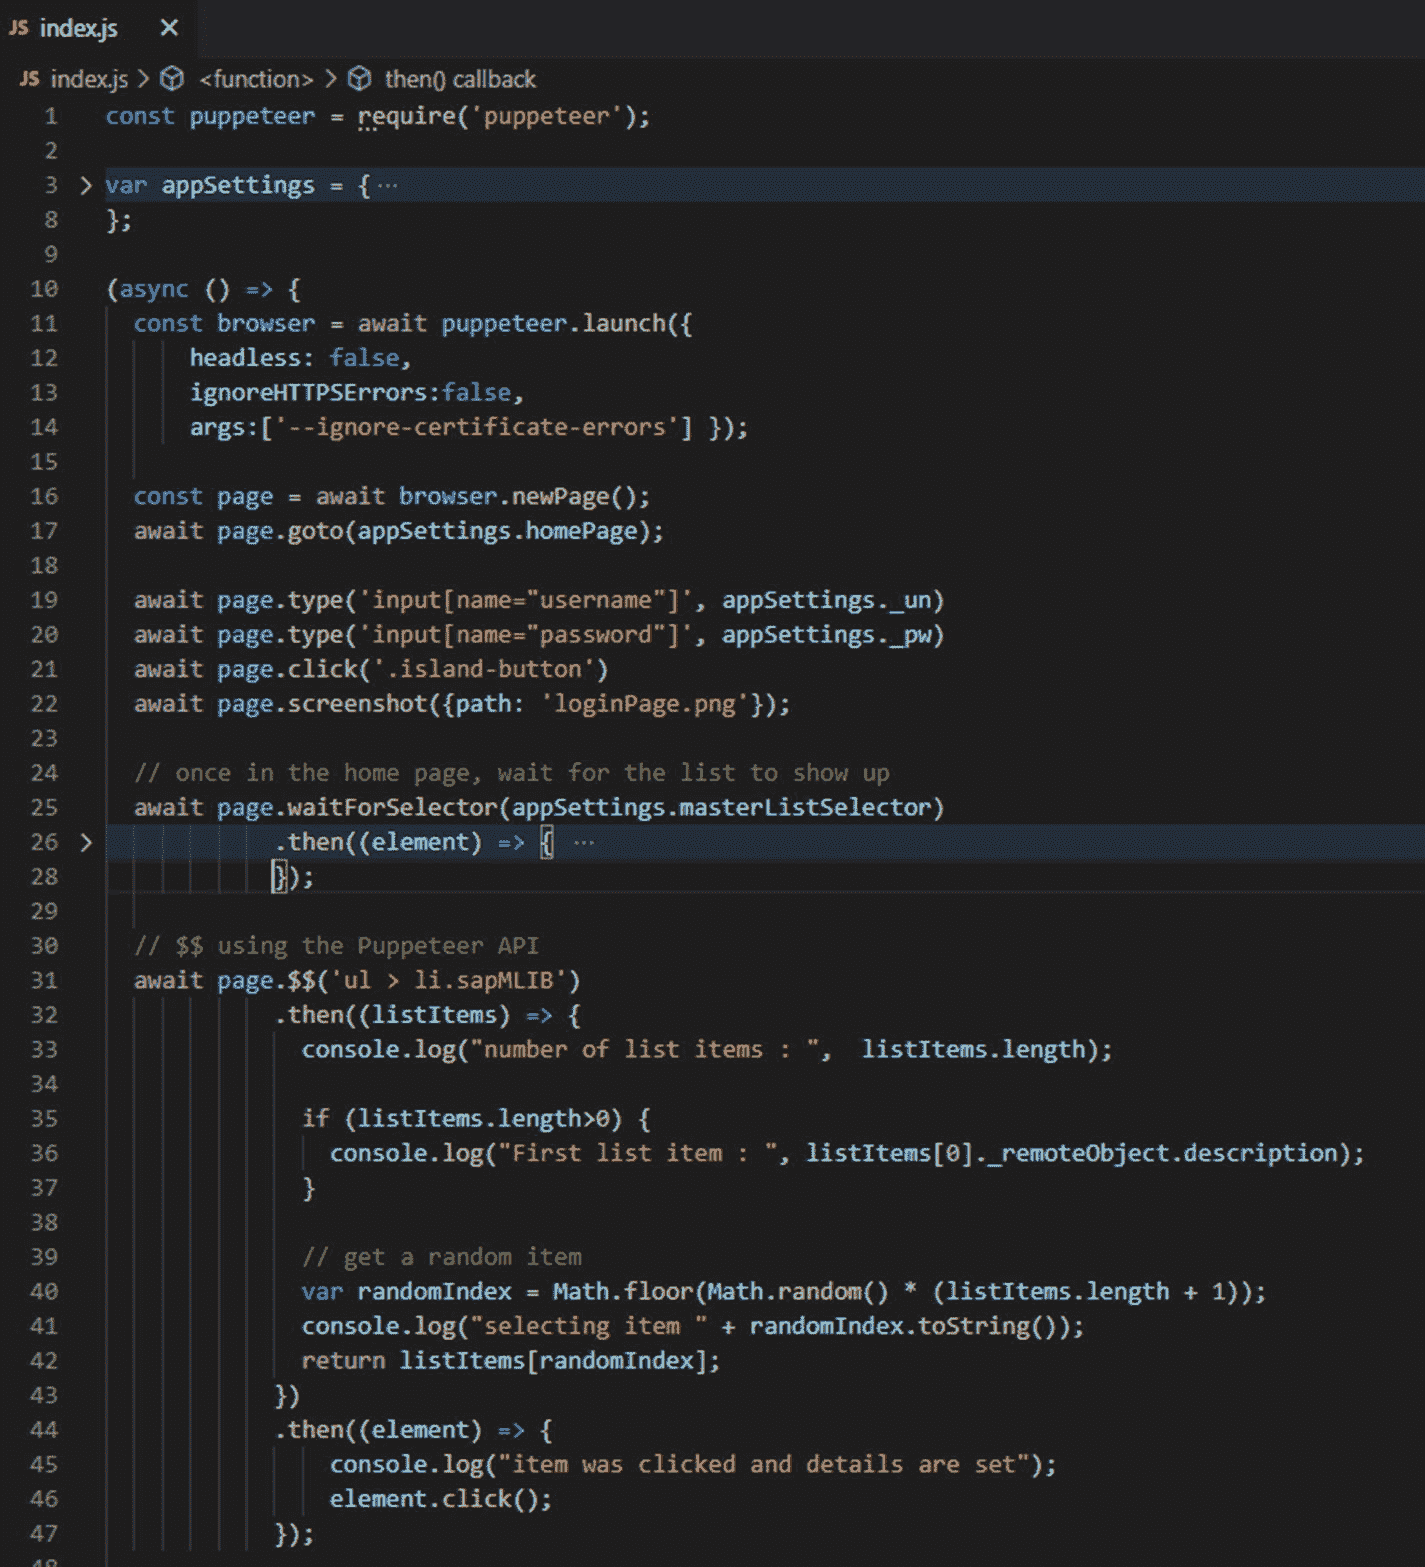 JS index.js ×
JS index.js > <function> > then() callback
1 const puppeteer = require('puppeteer');
2
3 > var appSettings = { ···
8 };
9
10 (async () => {
11 const browser = await puppeteer.launch({
12 headless: false,
13 ignoreHTTPSErrors:false,
14 args:['--ignore-certificate-errors'] });
15
16 const page = await browser.newPage();
17 await page.goto(appSettings.homePage);
18
19 await page.type('input[name="username"]', appSettings._un)
20 await page.type('input[name="password"]', appSettings._pw)
21 await page.click('.island-button')
22 await page.screenshot({path: 'loginPage.png'});
23
24 // once in the home page, wait for the list to show up
25 await page.waitForSelector(appSettings.masterListSelector)
26 > .then((element) => { ···
28 });
29
30 // $$ using the Puppeteer API
31 await page.$$('ul > li.sapMLIB')
32 .then((listItems) => {
33 console.log("number of list items : ", listItems.length);
34
35 if (listItems.length>0) {
36 console.log("First list item : ", listItems[0]._remoteObject.description);
37 }
38
39 // get a random item
40 var randomIndex = Math.floor(Math.random() * (listItems.length + 1));
41 console.log("selecting item " + randomIndex.toString());
42 return listItems[randomIndex];
43 })
44 .then((element) => {
45 console.log("item was clicked and details are set");
46 element.click();
47 });
48